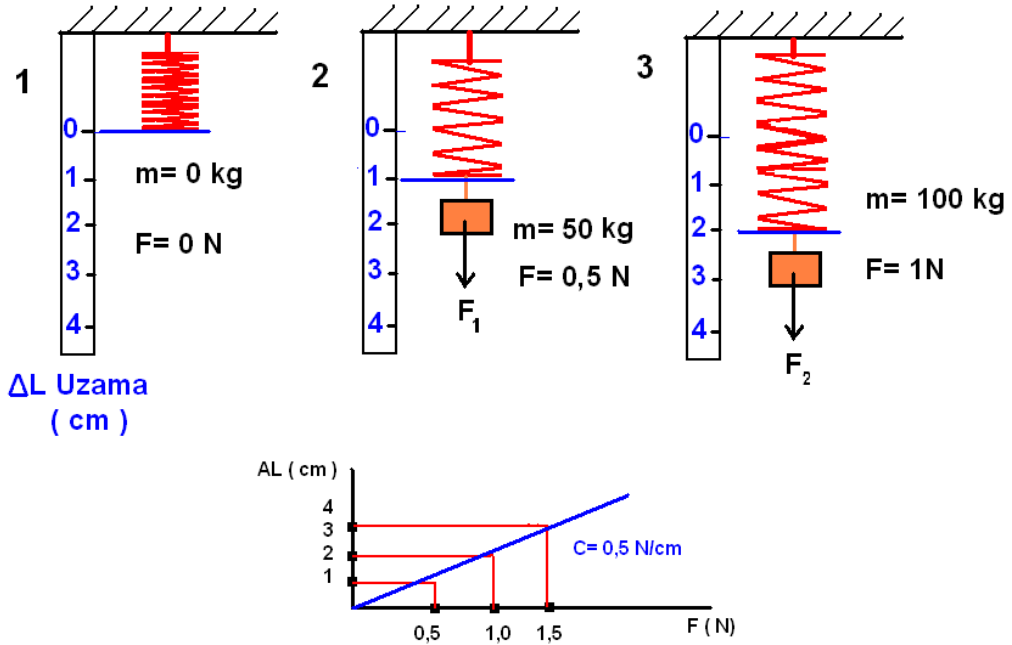 1
0
1
2
3
4
m= 0 kg
F= 0 N
ΔL Uzama
( cm )
2
0
1
2
3
4
m= 50 kg
F= 0,5 N
F1
3
0
1
2
3
4
m= 100 kg
F= 1N
F2
AL ( cm )
4
3
2
1
C= 0,5 N/cm
0,5 1,0 1,5
F ( N)